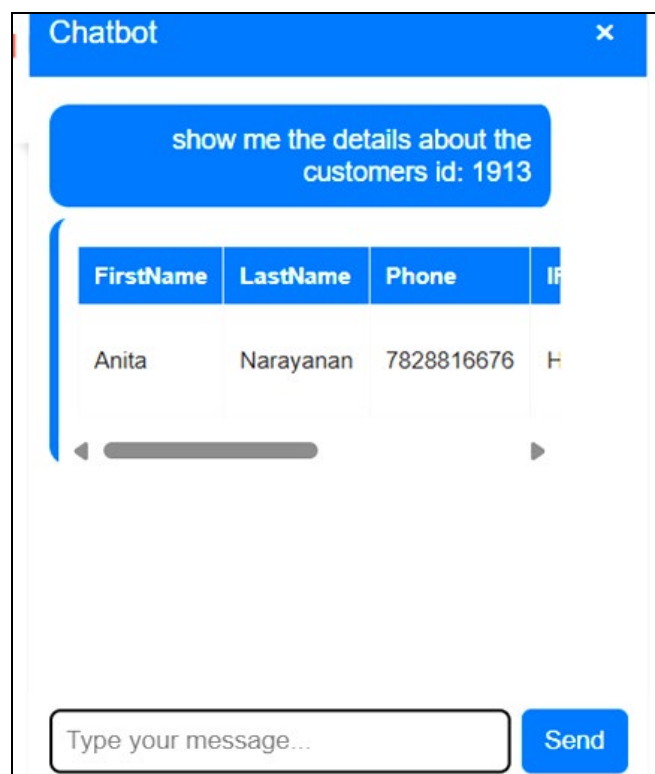 Chatbot ×
show me the details about the
customers id: 1913
FirstName LastName Phone
Anita Narayanan 7828816676 H
Type your message... Send